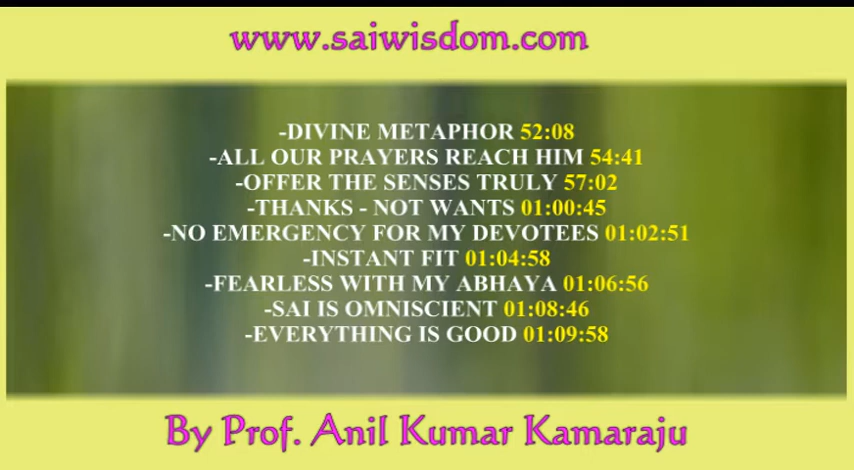 www.saiwisdom.com
-DIVINE METAPHOR 52:08
-ALL OUR PRAYERS REACH HIM 54:41
-OFFER THE SENSES TRULY 57:02
-THANKS - NOT WANTS 01:00:45
-NO EMERGENCY FOR MY DEVOTEES 01:02:51
-INSTANT FIT 01:04:58
-FEARLESS WITH MY ABHAYA 01:06:56
-SAI IS OMNISCIENT 01:08:46
-EVERYTHING IS GOOD 01:09:58
By Prof. Anil Kumar Kamaraju